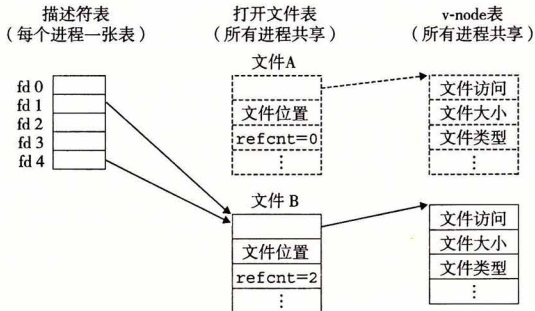 描述符表
（每个进程一张表）
打开文件表
（所有进程共享）
v-node表
（所有进程共享）
fd 0
fd 1
fd 2
fd 3
fd 4
文件A
文件位置
refcnt=0
⋮
文件访问
文件大小
文件类型
⋮
文件 B
文件位置
refcnt=2
⋮
文件访问
文件大小
文件类型
⋮